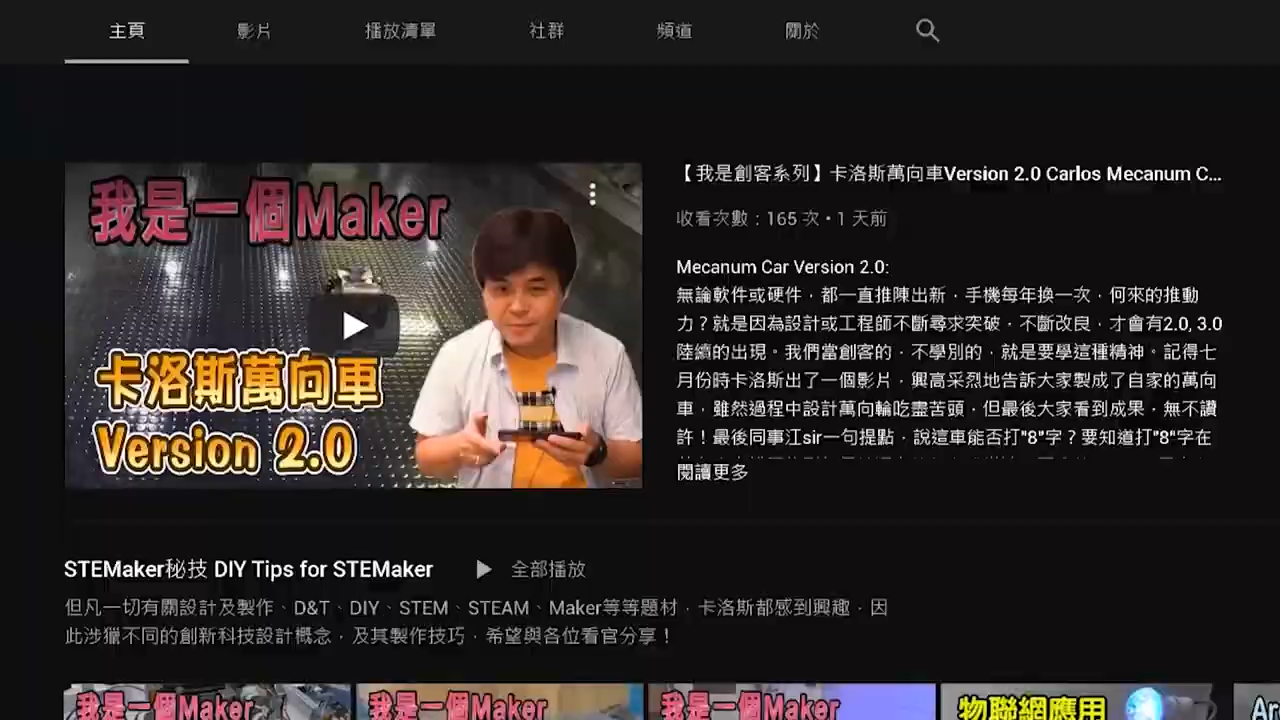 主頁
影片
播放清單
社群
頻道
關於
我是一個Maker
卡洛斯萬向車
Version 2.0
【我是創客系列】卡洛斯萬向車Version 2.0 Carlos Mecanum C...
收看次數：165 次・1 天前
Mecanum Car Version 2.0:
無論軟件或硬件，都一直推陳出新，手機每年換一次，何來的推動
力？就是因為設計或工程師不斷尋求突破，不斷改良，才會有2.0, 3.0
陸續的出現。我們當創客的，不學別的，就是要學這種精神。記得七
月份時卡洛斯出了一個影片，興高采烈地告訴大家製成了自家的萬向
車，雖然過程中設計萬向輪吃盡苦頭，但最後大家看到成果，無不讚
許！最後同事江sir一句提點，說這車能否打"8"字？要知道打"8"字在
閱讀更多
STEMaker秘技 DIY Tips for STEMaker
全部播放
但凡一切有關設計及製作、D&T、DIY、STEM、STEAM、Maker等等題材，卡洛斯都感到興趣，因
此涉獵不同的創新科技設計概念，及其製作技巧，希望與各位看官分享！
我是一個Maker
我是一個Maker
我是一個Maker
物聯網應用
Ar